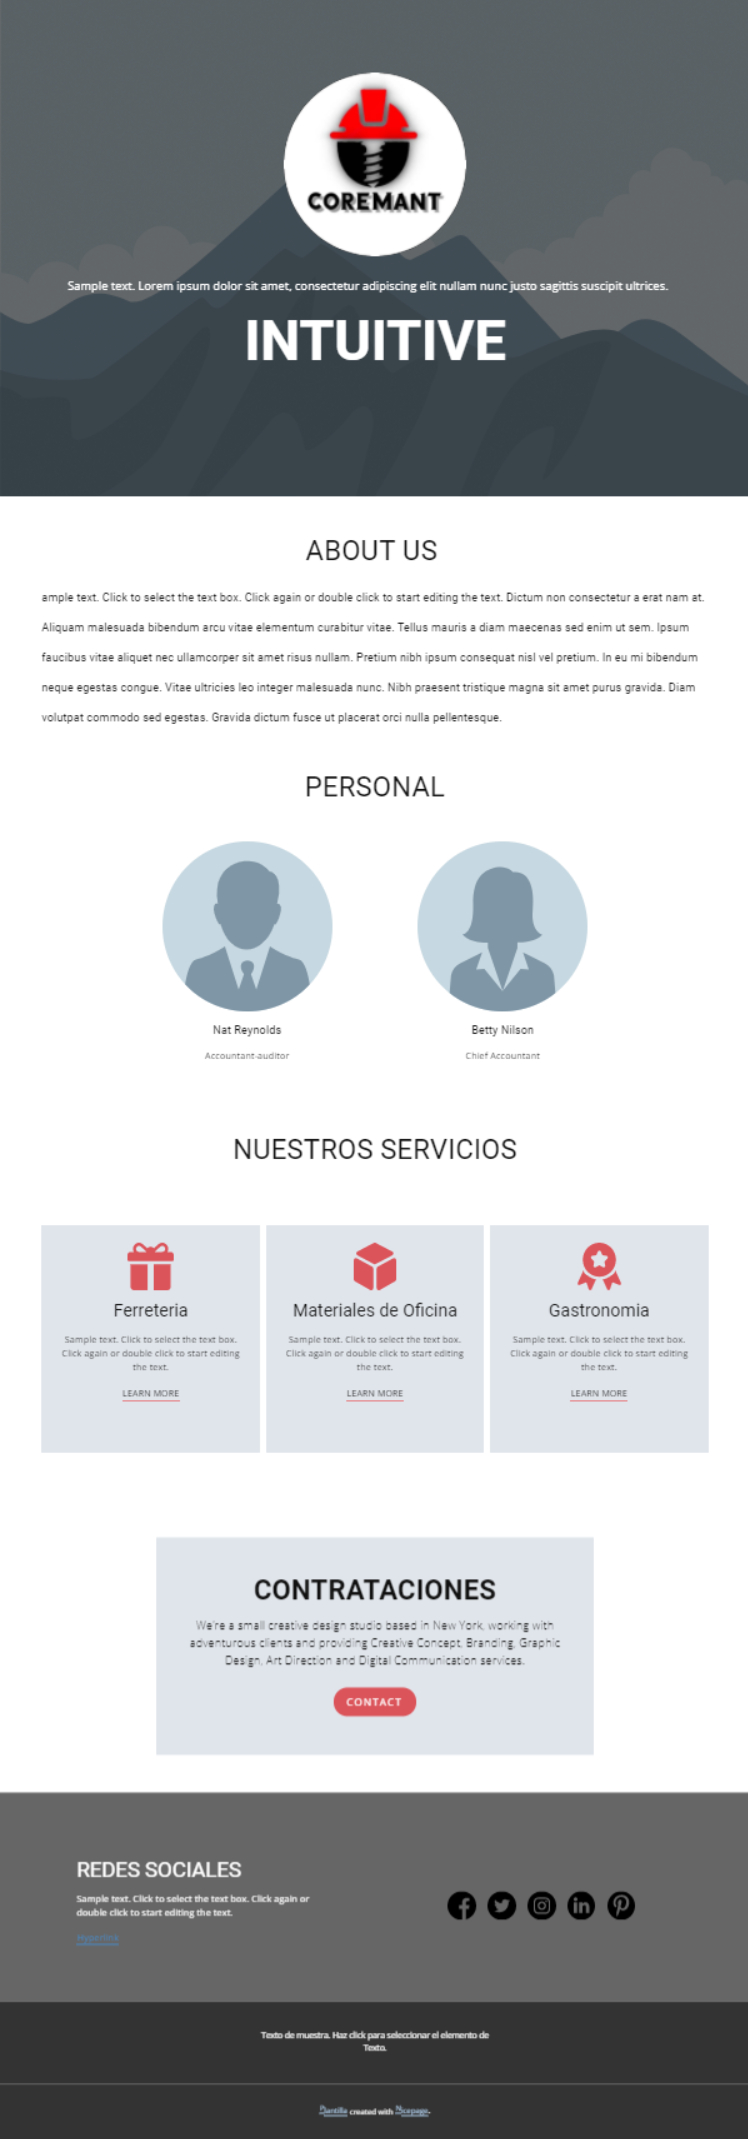 COREMANT
Sample text. Lorem ipsum dolor sit amet, consectetur adipiscing elit nullam nunc justo sagittis suscipit ultrices.
INTUITIVE
ABOUT US
ample text. Click to select the text box. Click again or double click to start editing the text. Dictum non consectetur a erat nam at.
Aliquam malesuada bibendum arcu vitae elementum curabitur vitae. Tellus mauris a diam maecenas sed enim ut sem. Ipsum
faucibus vitae aliquet nec ullamcorper sit amet risus nullam. Pretium nibh ipsum consequat nisl vel pretium. In eu mi bibendum
neque egestas congue. Vitae ultricies leo integer malesuada nunc. Nibh praesent tristique magna sit amet purus gravida. Diam
volutpat commodo sed egestas. Gravida dictum fusce ut placerat orci nulla pellentesque.
PERSONAL
Nat Reynolds
Accountant-auditor
Betty Nilson
Chief Accountant
NUESTROS SERVICIOS
Ferreteria
Sample text. Click to select the text box.
Click again or double click to start editing
the text.
LEARN MORE
Materiales de Oficina
Sample text. Click to select the text box.
Click again or double click to start editing
the text.
LEARN MORE
Gastronomia
Sample text. Click to select the text box.
Click again or double click to start editing
the text.
LEARN MORE
CONTRATACIONES
We're a small creative design studio based in New York, working with
adventurous clients and providing Creative Concept, Branding, Graphic
Design, Art Direction and Digital Communication services.
CONTACT
REDES SOCIALES
Sample text. Click to select the text box. Click again or
double click to start editing the text.
Hyperlink
Texto de muestra. Haz click para seleccionar el elemento de
Texto.
Plantilla created with Nicepage.